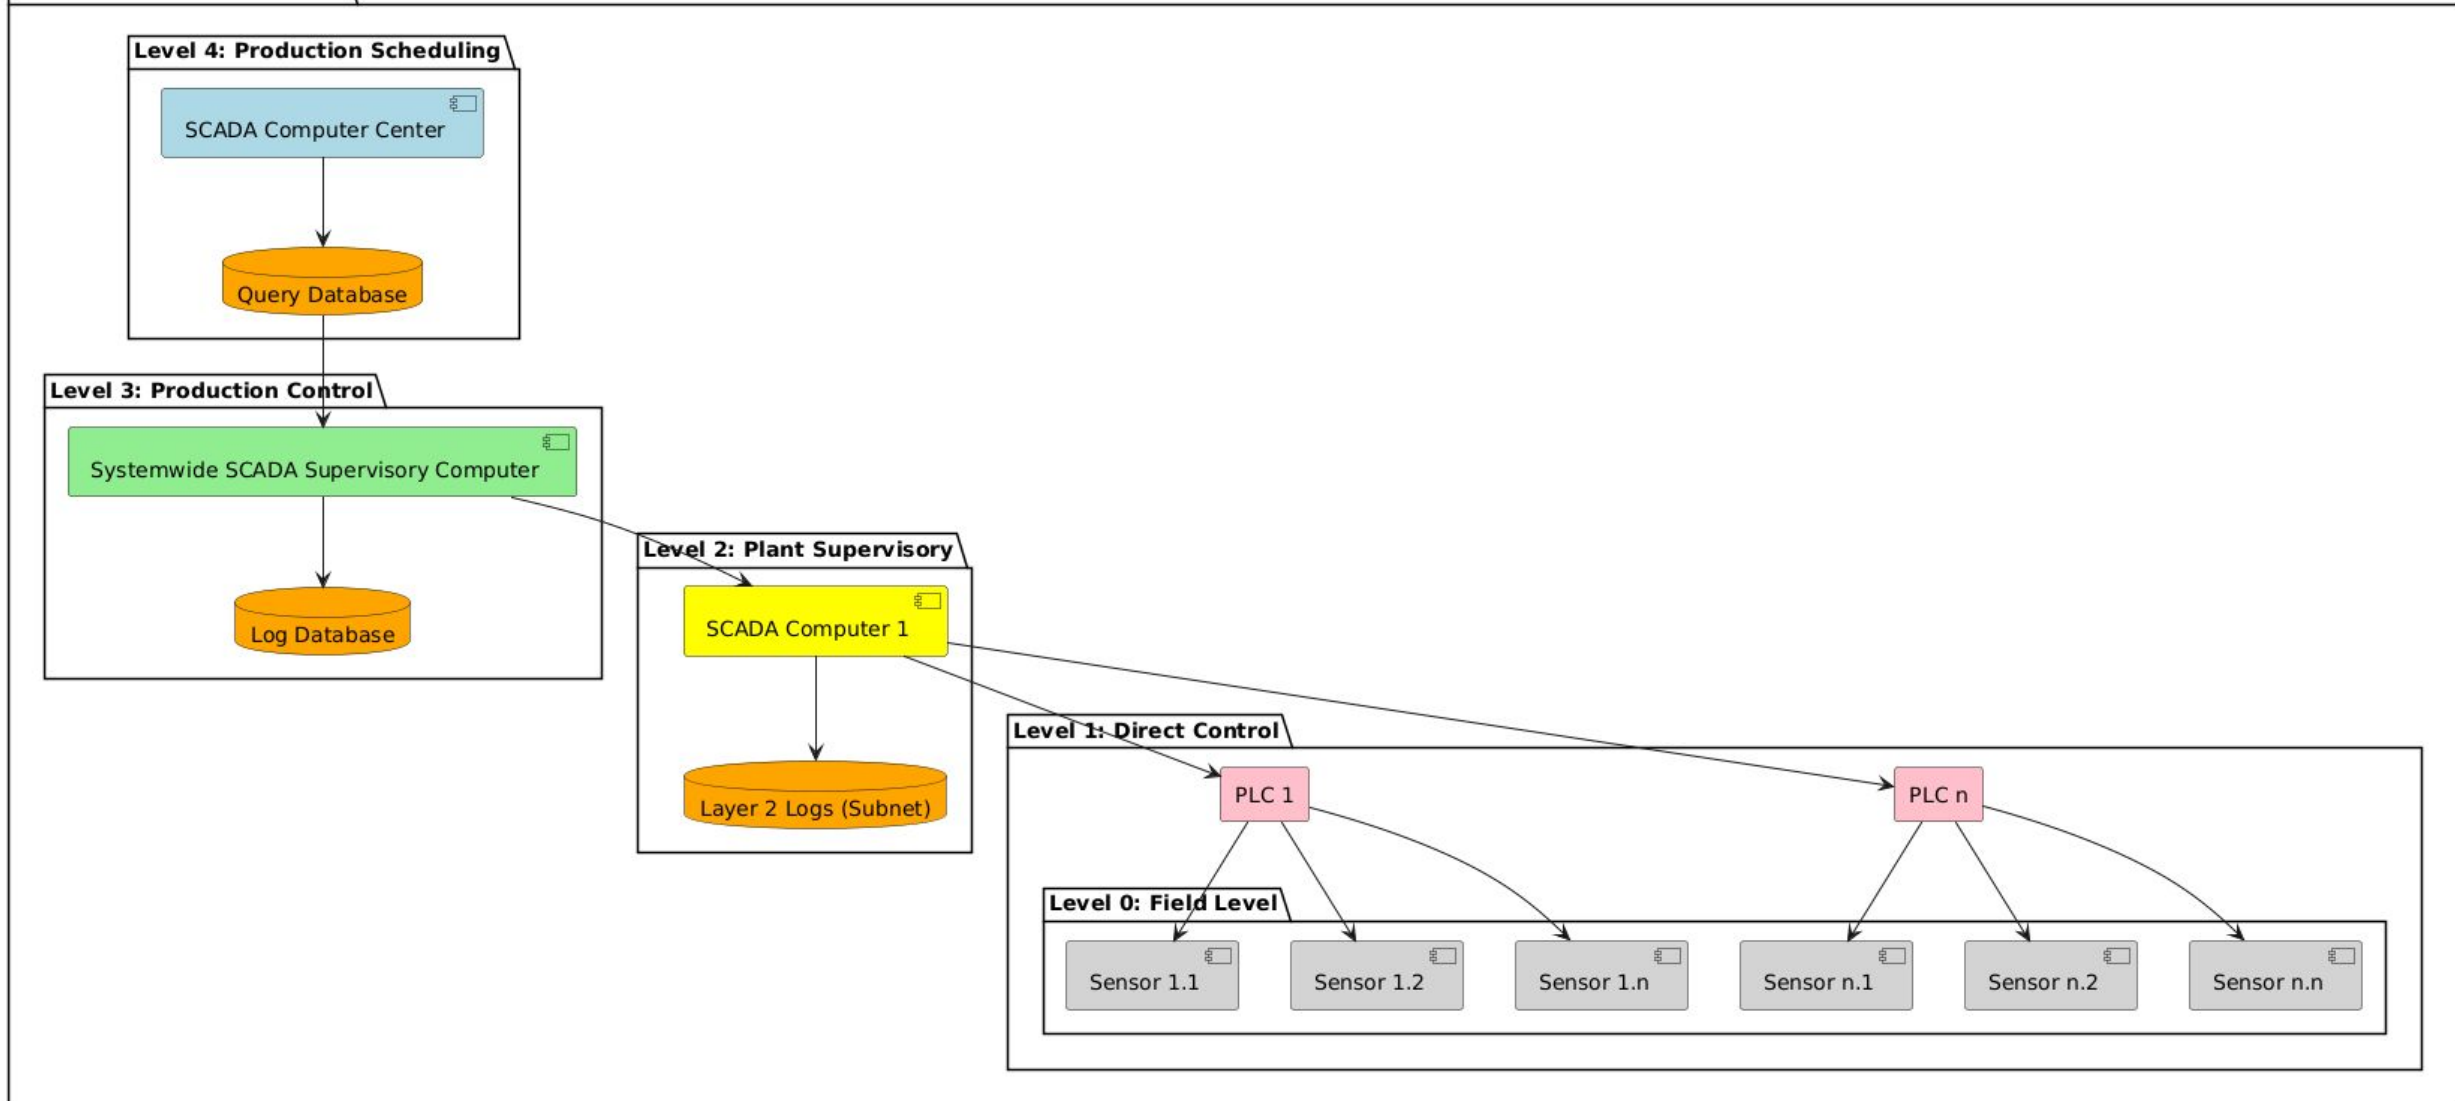 Level 4: Production Scheduling
SCADA Computer Center
Query Database
Level 3: Production Control
Systemwide SCADA Supervisory Computer
Log Database
Level 2: Plant Supervisory
SCADA Computer 1
Layer 2 Logs (Subnet)
Level 1: Direct Control
PLC 1
PLC n
Level 0: Field Level
Sensor 1.1
Sensor 1.2
Sensor 1.n
Sensor n.1
Sensor n.2
Sensor n.n